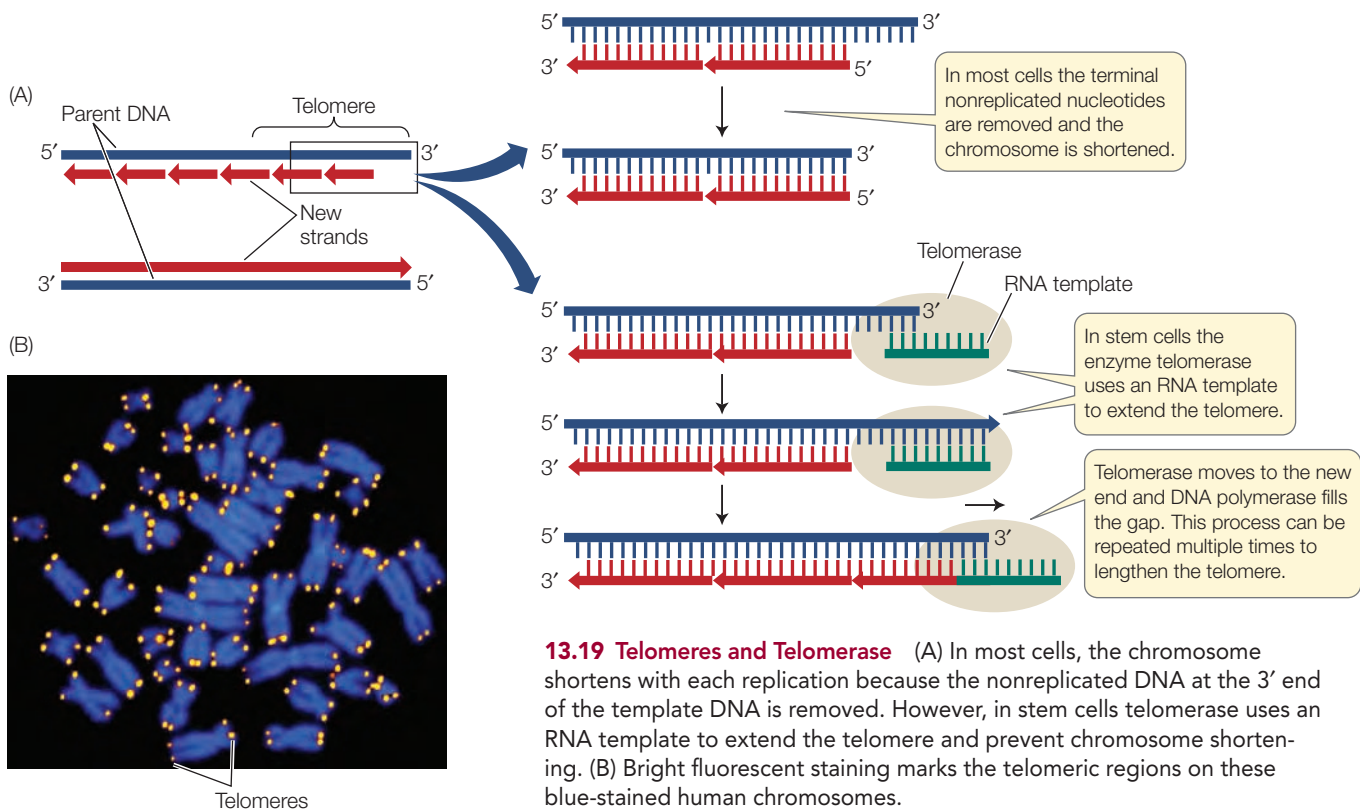 (A)
Parent DNA
Telomere
5′
3′
New
strands
3′
5′
5′
3′
3′
5′
In most cells the terminal
nonreplicated nucleotides
are removed and the
chromosome is shortened.
5′
3′
3′
5′
Telomerase
RNA template
5′
3′
3′
In stem cells the
enzyme telomerase
uses an RNA template
to extend the telomere.
5′
3′
Telomerase moves to the new
end and DNA polymerase fills
the gap. This process can be
repeated multiple times to
lengthen the telomere.
5′
3′
3′
(B)
Telomeres
13.19 Telomeres and Telomerase (A) In most cells, the chromosome
shortens with each replication because the nonreplicated DNA at the 3′ end
of the template DNA is removed. However, in stem cells telomerase uses an
RNA template to extend the telomere and prevent chromosome shorten-
ing. (B) Bright fluorescent staining marks the telomeric regions on these
blue-stained human chromosomes.